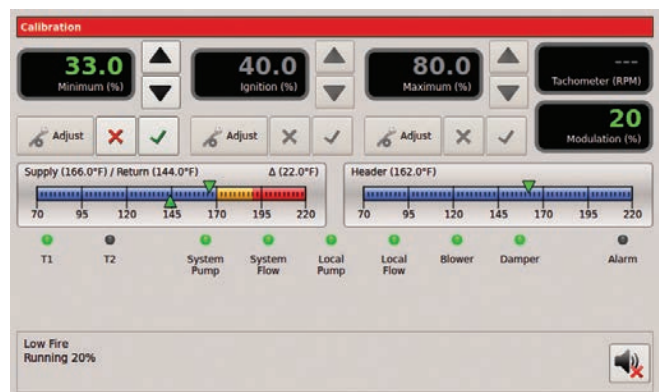 Calibration
33.0
Minimum (%)
40.0
Ignition (%)
80.0
Maximum (%)
---
Tachometer (RPM)
Adjust
Adjust
Adjust
20
Modulation (%)
Supply (166.0°F) / Return (144.0°F) Δ (22.0°F)
70 95 120 145 170 195 220
Header (162.0°F)
70 95 120 145 170 195 220
T1
T2
System Pump
System Flow
Local Pump
Local Flow
Blower
Damper
Alarm
Low Fire
Running 20%